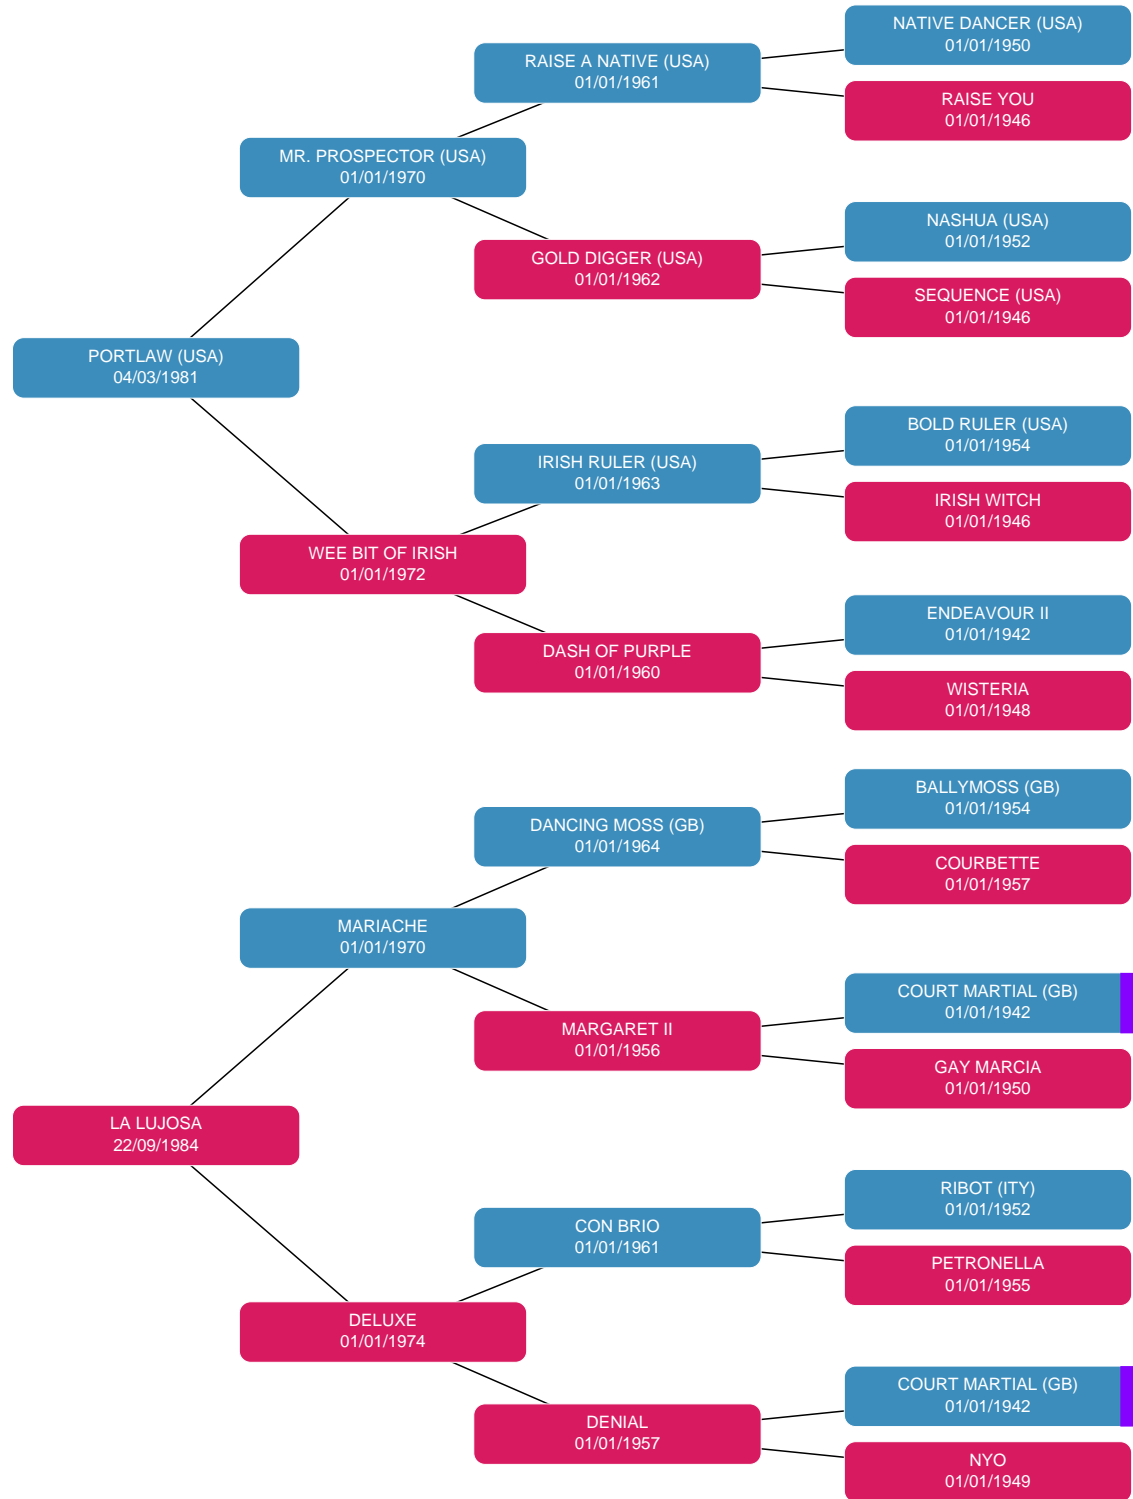 NATIVE DANCER (USA)
01/01/1950
RAISE A NATIVE (USA)
01/01/1961
RAISE YOU
01/01/1946
MR. PROSPECTOR (USA)
01/01/1970
NASHUA (USA)
01/01/1952
GOLD DIGGER (USA)
01/01/1962
SEQUENCE (USA)
01/01/1946
PORTLAW (USA)
04/03/1981
BOLD RULER (USA)
01/01/1954
IRISH RULER (USA)
01/01/1963
IRISH WITCH
01/01/1946
WEE BIT OF IRISH
01/01/1972
ENDEAVOUR II
01/01/1942
DASH OF PURPLE
01/01/1960
WISTERIA
01/01/1948
BALLYMOSS (GB)
01/01/1954
DANCING MOSS (GB)
01/01/1964
COURBETTE
01/01/1957
MARIACHE
01/01/1970
COURT MARTIAL (GB)
01/01/1942
MARGARET II
01/01/1956
GAY MARCIA
01/01/1950
LA LUJOSA
22/09/1984
RIBOT (ITY)
01/01/1952
CON BRIO
01/01/1961
PETRONELLA
01/01/1955
DELUXE
01/01/1974
COURT MARTIAL (GB)
01/01/1942
DENIAL
01/01/1957
NYO
01/01/1949